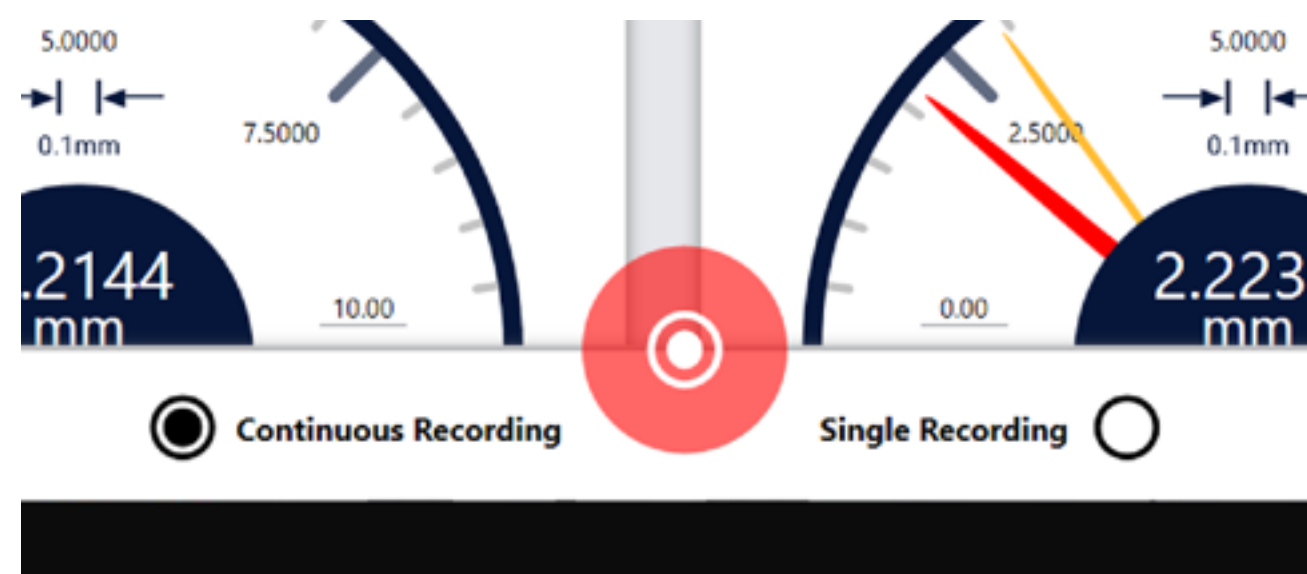 5.0000
0.1mm
7.5000
.2144
mm
10.00
5.0000
0.1mm
2.5000
2.223
mm
0.00
Continuous Recording
Single Recording